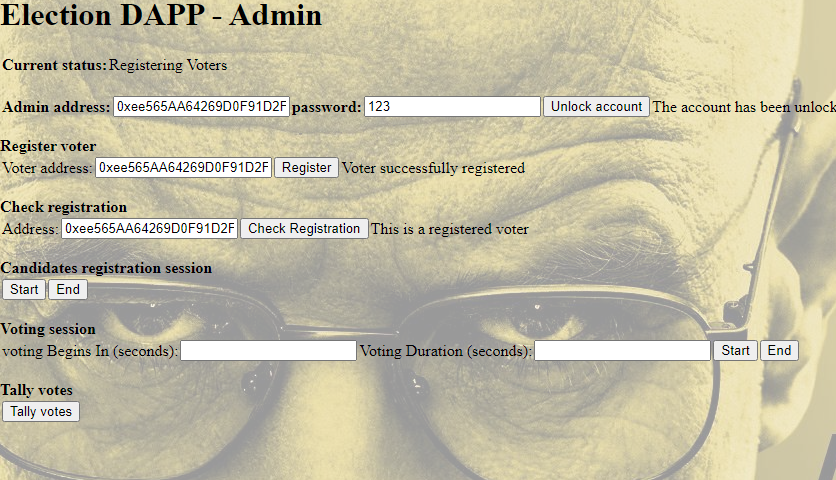 Election DAPP - Admin
Current status: Registering Voters
Admin address: 0xee565AA64269D0F91D2F password: 123 Unlock account The account has been unlock
Register voter
Voter address: 0xee565AA64269D0F91D2F Register Voter successfully registered
Check registration
Address: 0xee565AA64269D0F91D2F Check Registration This is a registered voter
Candidates registration session
Start End
Voting session
voting Begins In (seconds): Voting Duration (seconds): Start End
Tally votes
Tally votes